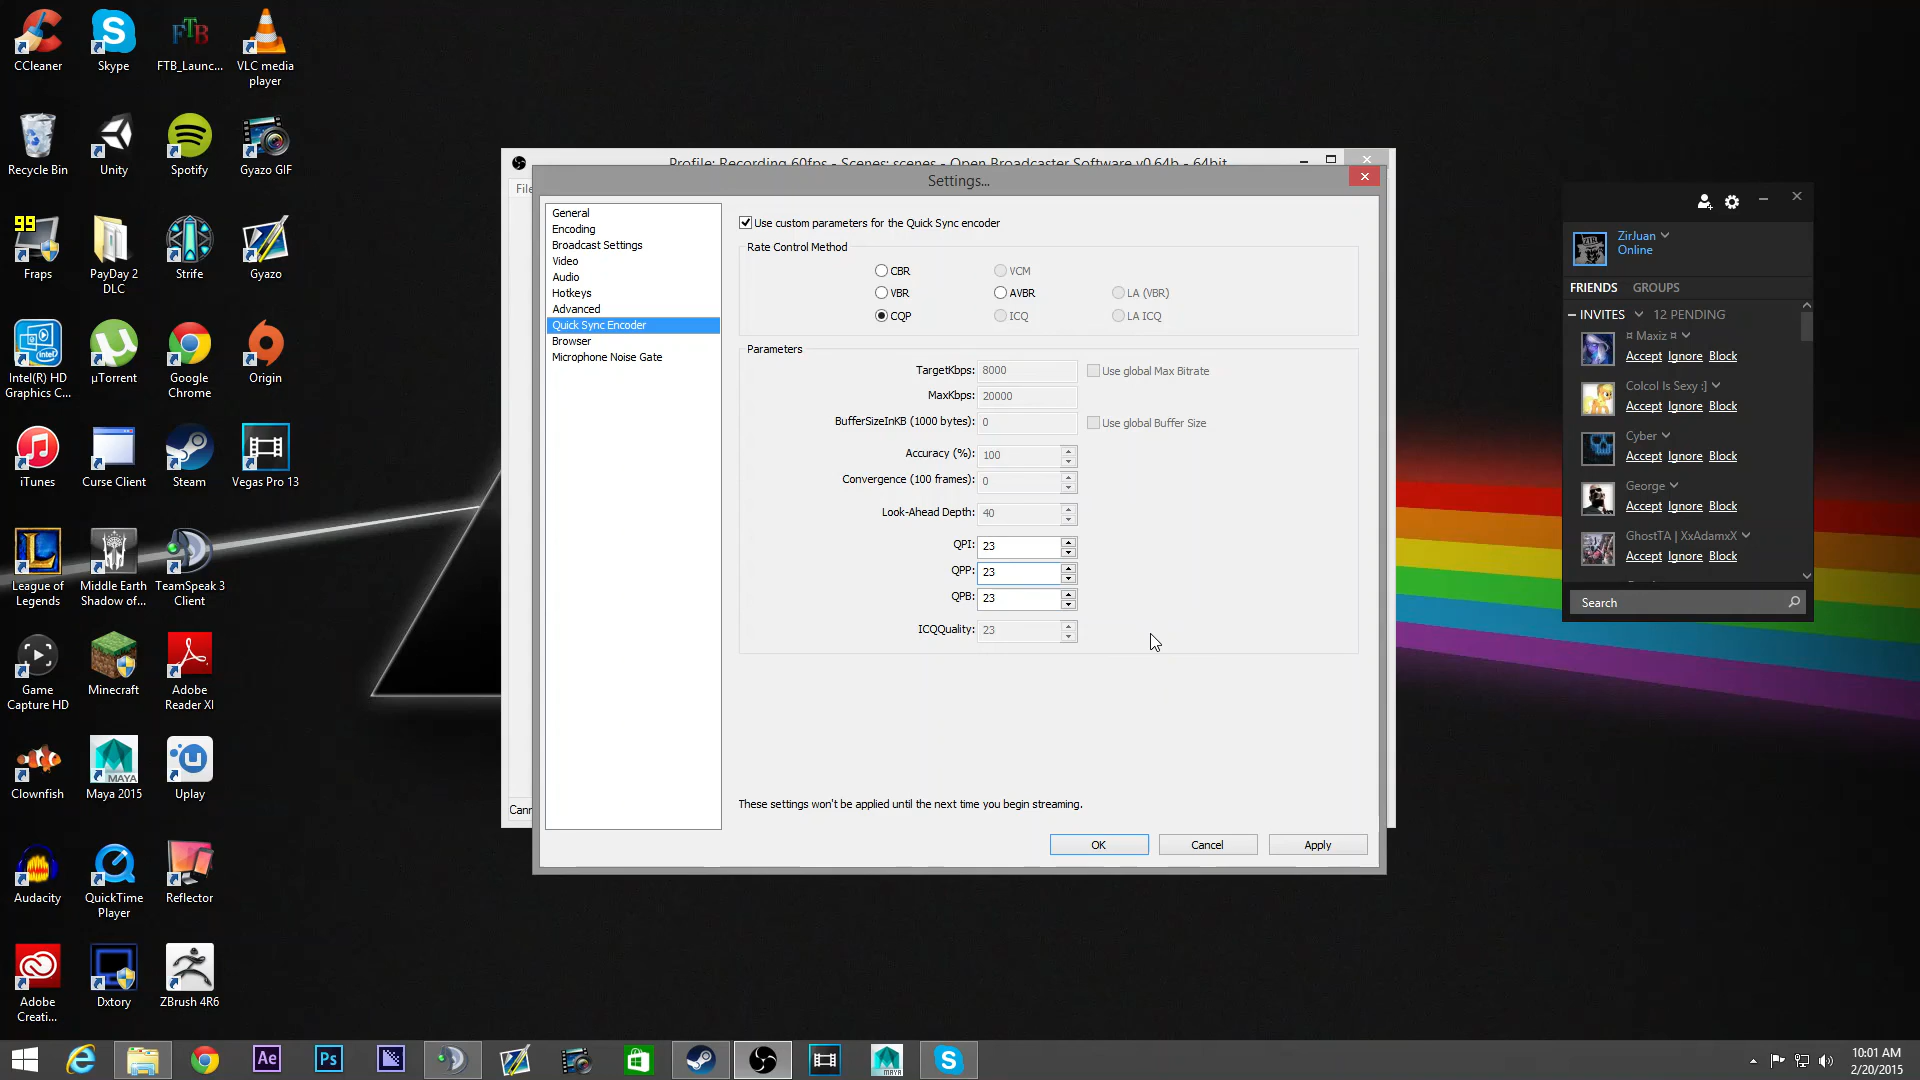 CCleaner
Skype
FTB_Launc...
VLC media
player
Recycle Bin
Unity
Spotify
Gyazo GIF
99
Fraps
PayDay 2
DLC
Strife
Gyazo
Intel(R) HD
Graphics C...
µTorrent
Google
Chrome
Origin
iTunes
Curse Client
Steam
Vegas Pro 13
League of
Legends
Middle Earth
Shadow of...
TeamSpeak 3
Client
Game
Capture HD
Minecraft
Adobe
Reader XI
Clownfish
Maya 2015
Uplay
Audacity
QuickTime
Player
Reflector
Adobe
Creati...
Dxtory
ZBrush 4R6
Profile: Recording 60fps - Scenes: scenes - Open Broadcaster Software v0.64b - 64bit
File
Settings...
General
Encoding
Broadcast Settings
Video
Audio
Hotkeys
Advanced
Quick Sync Encoder
Browser
Microphone Noise Gate
Use custom parameters for the Quick Sync encoder
Rate Control Method
CBR
VCM
VBR
AVBR
LA (VBR)
CQP
ICQ
LA ICQ
Parameters
TargetKbps: 8000
Use global Max Bitrate
MaxKbps: 20000
BufferSizeInKB (1000 bytes): 0
Use global Buffer Size
Accuracy (%): 100
Convergence (100 frames): 0
Look-Ahead Depth: 40
QPI: 23
QPP: 23
QPB: 23
ICQQuality: 23
These settings won't be applied until the next time you begin streaming.
OK
Cancel
Apply
ZirJuan
Online
FRIENDS
GROUPS
INVITES
12 PENDING
¤ Maxiz ¤
Accept Ignore Block
Colcol Is Sexy :]
Accept Ignore Block
Cyber
Accept Ignore Block
George
Accept Ignore Block
GhostTA | XxAdamxX
Accept Ignore Block
Search
Ae
Ps
MAYA
10:01 AM
2/20/2015